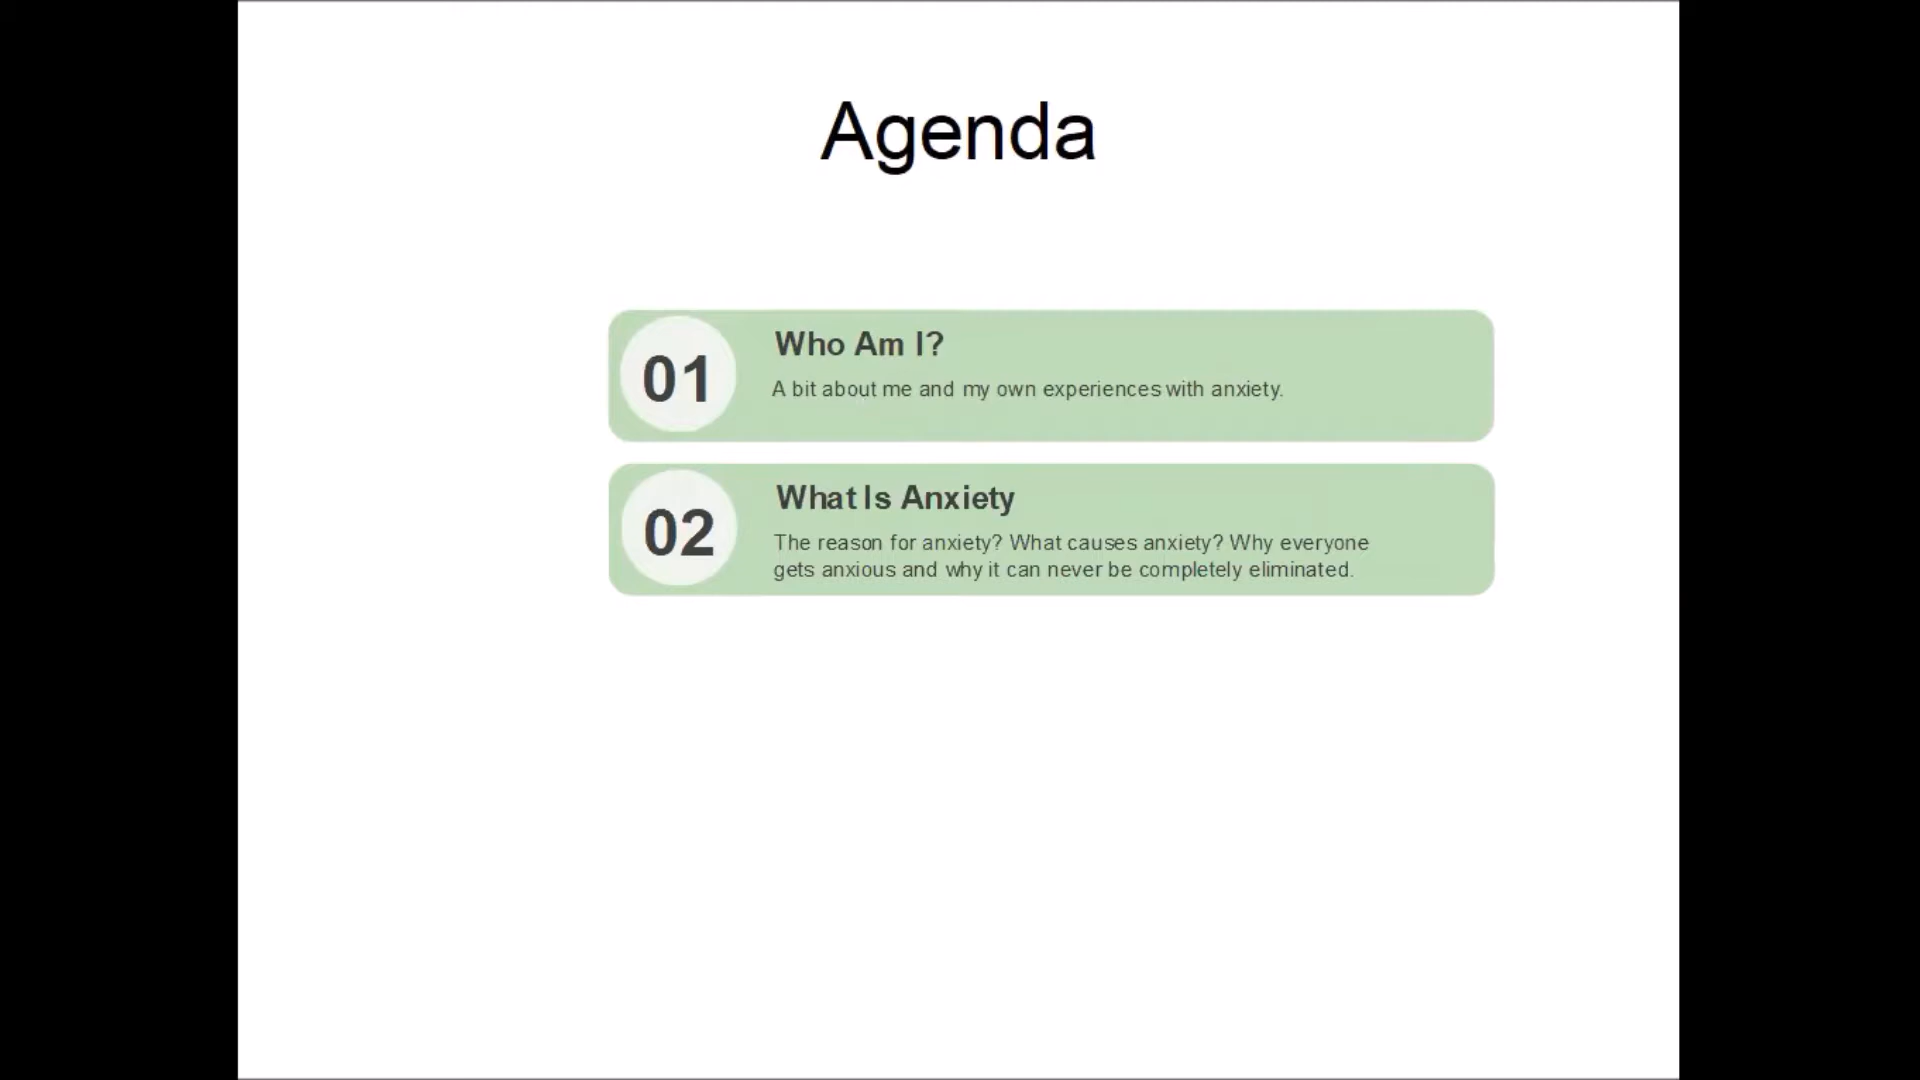 Agenda
01
Who Am I?
A bit about me and my own experiences with anxiety.
02
What Is Anxiety
The reason for anxiety? What causes anxiety? Why everyone
gets anxious and why it can never be completely eliminated.